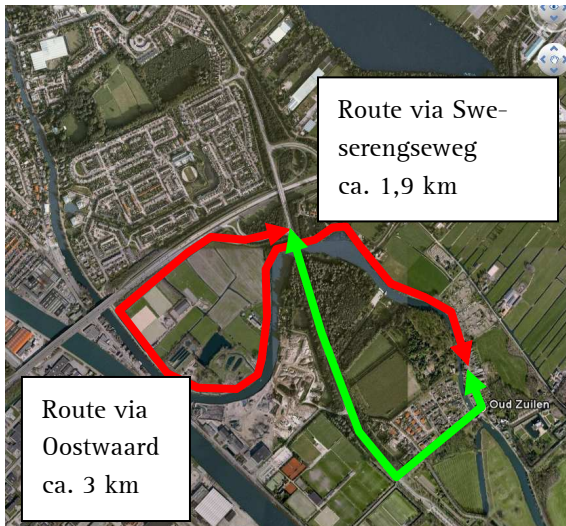 Route via Swe-
serengseweg
ca. 1,9 km
Oud Zuilen
Route via
Oostwaard
ca. 3 km